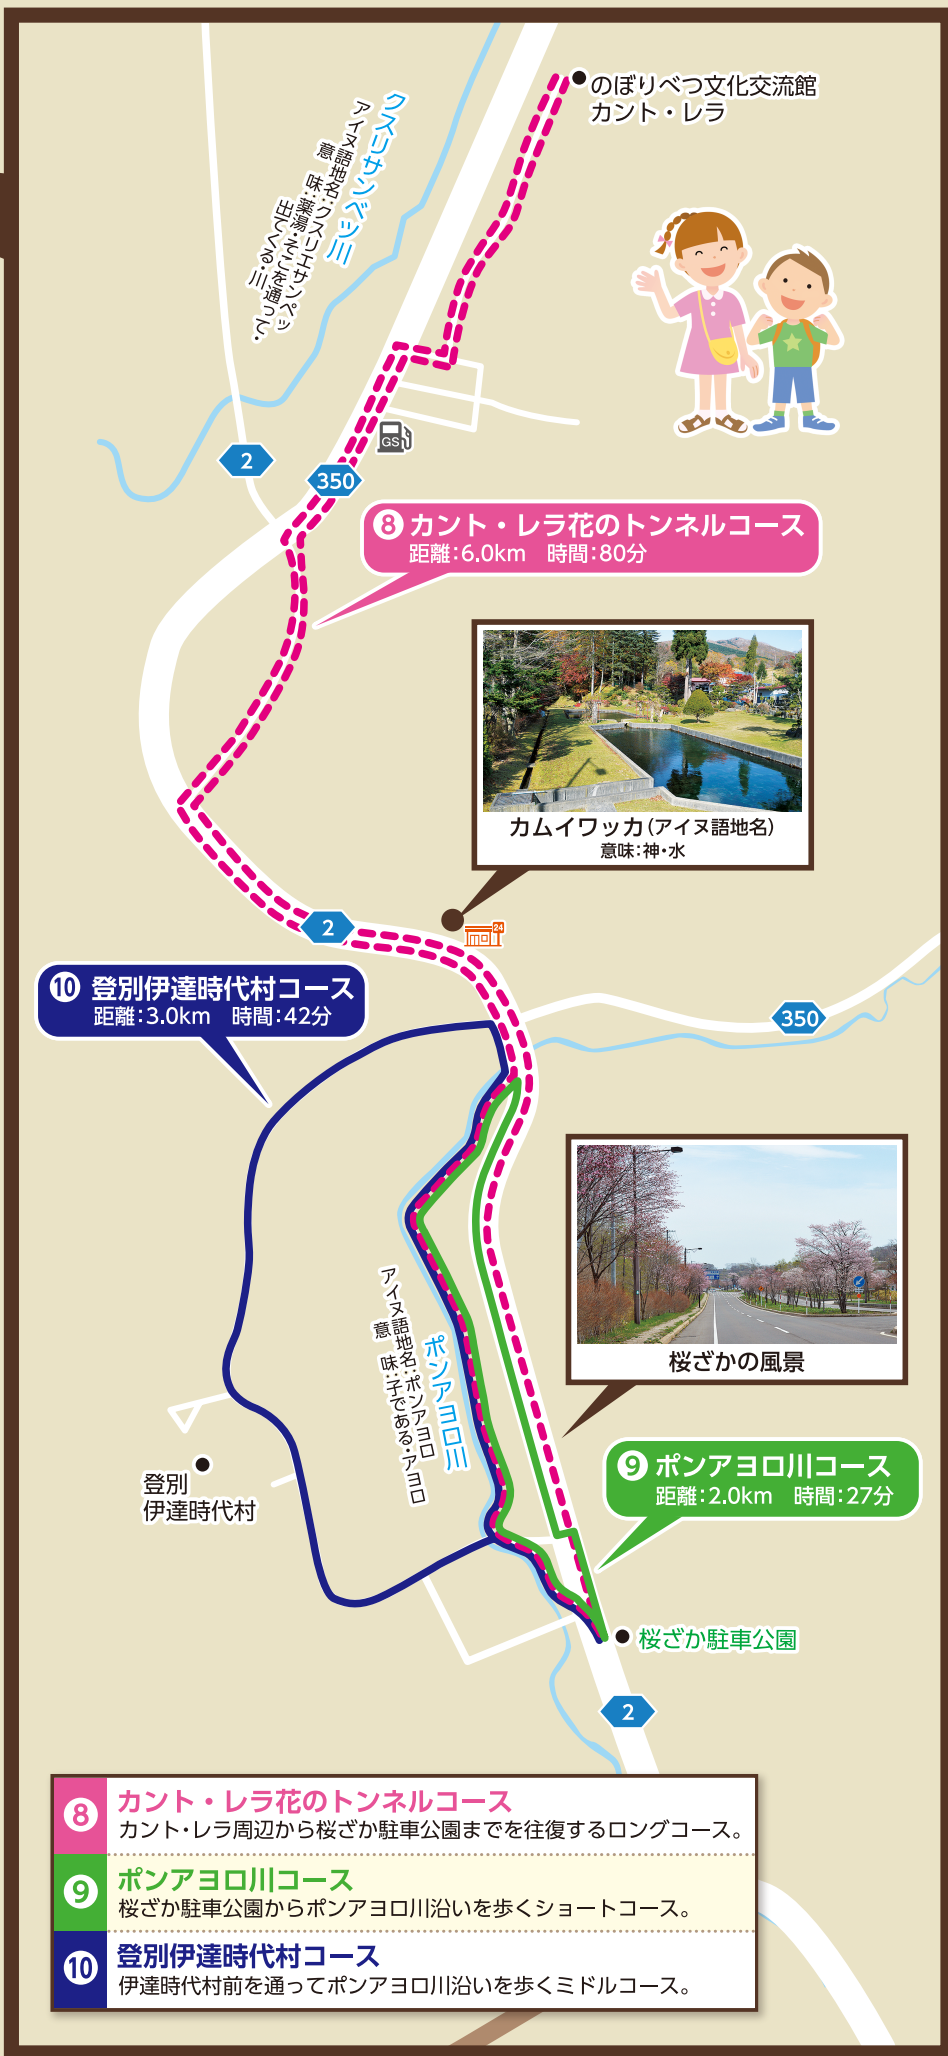 のぼりべつ文化交流館
カント・レラ
クスリサンベツ川
アイヌ語地名:クスリエサンペッ
意　味:薬湯・そこを通って・
出てくる・川
2
GS
350
⑧ カント・レラ花のトンネルコース
距離:6.0km　時間:80分
カムイワッカ(アイヌ語地名)
意味:神・水
24
2
⑩ 登別伊達時代村コース
距離:3.0km　時間:42分
350
桜ざかの風景
ポンアヨロ川
アイヌ語地名:ポンアヨロ
意　味:子である・アヨロ
⑨ ポンアヨロ川コース
距離:2.0km　時間:27分
登別
伊達時代村
桜ざか駐車公園
2
⑧ カント・レラ花のトンネルコース
カント・レラ周辺から桜ざか駐車公園までを往復するロングコース。
⑨ ポンアヨロ川コース
桜ざか駐車公園からポンアヨロ川沿いを歩くショートコース。
⑩ 登別伊達時代村コース
伊達時代村前を通ってポンアヨロ川沿いを歩くミドルコース。